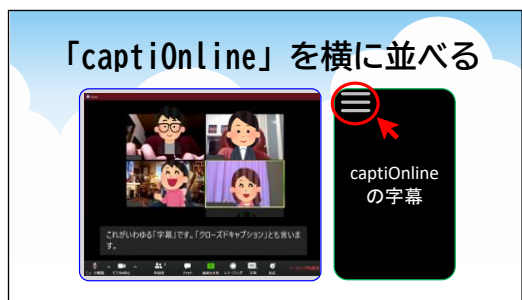 「captiOnline」を横に並べる
captiOnline
の字幕
これがいわゆる「字幕」です。「クローズドキャプション」とも言いま
す。